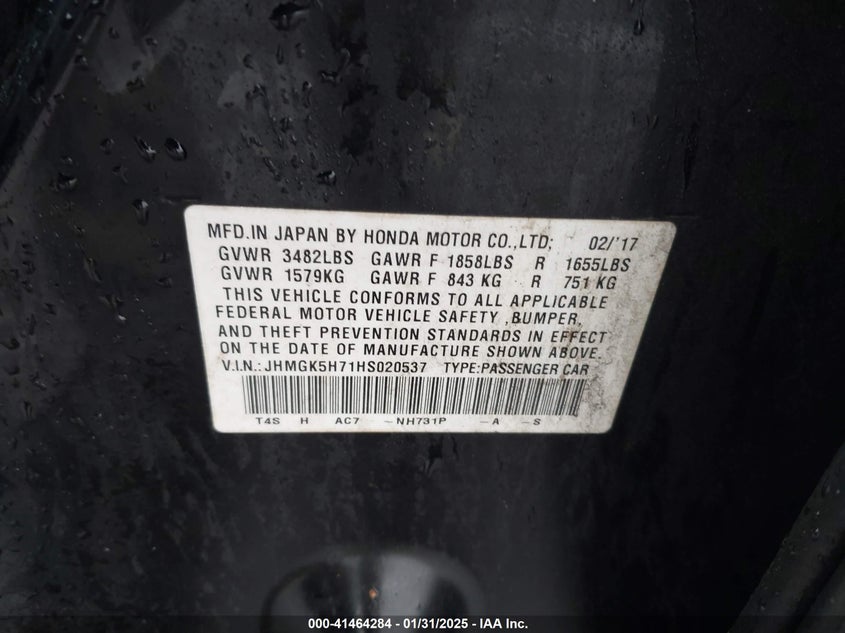 MFD.IN JAPAN BY HONDA MOTOR CO.,LTD; 02/'17
GVWR 3482LBS GAWR F 1858LBS R 1655LBS
GVWR 1579KG GAWR F 843 KG R 751 KG
THIS VEHICLE CONFORMS TO ALL APPLICABLE
FEDERAL MOTOR VEHICLE SAFETY ,BUMPER,
AND THEFT PREVENTION STANDARDS IN EFFECT
ON THE DATE OF MANUFACTURE SHOWN ABOVE.
V.I.N.: JHMGK5H71HS020537 TYPE:PASSENGER CAR
T4S H AC7 -NH731P -A -S
000-41464284 - 01/31/2025 - IAA Inc.